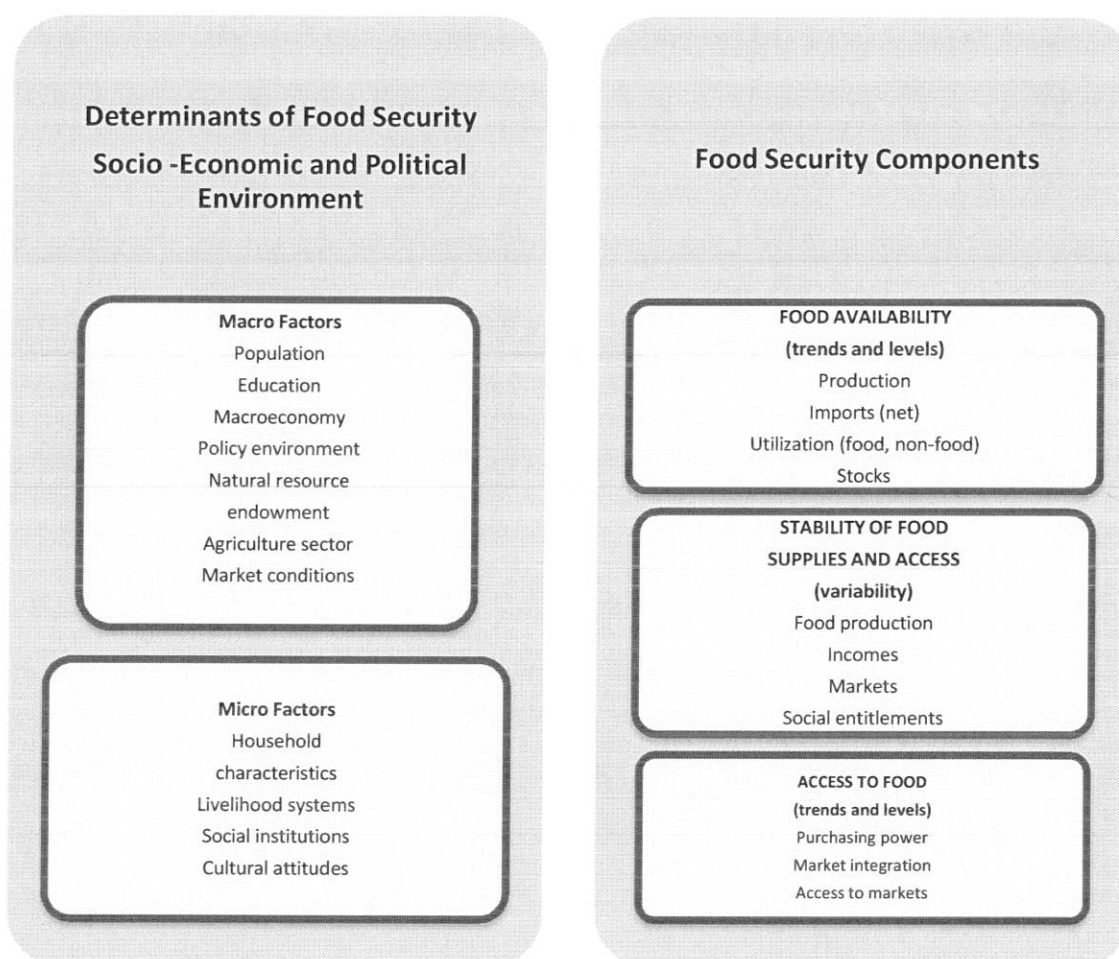 Determinants of Food Security
Socio -Economic and Political
Environment
Macro Factors
Population
Education
Macroeconomy
Policy environment
Natural resource
endowment
Agriculture sector
Market conditions
Micro Factors
Household
characteristics
Livelihood systems
Social institutions
Cultural attitudes
Food Security Components
FOOD AVAILABILITY
(trends and levels)
Production
Imports (net)
Utilization (food, non-food)
Stocks
STABILITY OF FOOD
SUPPLIES AND ACCESS
(variability)
Food production
Incomes
Markets
Social entitlements
ACCESS TO FOOD
(trends and levels)
Purchasing power
Market integration
Access to markets